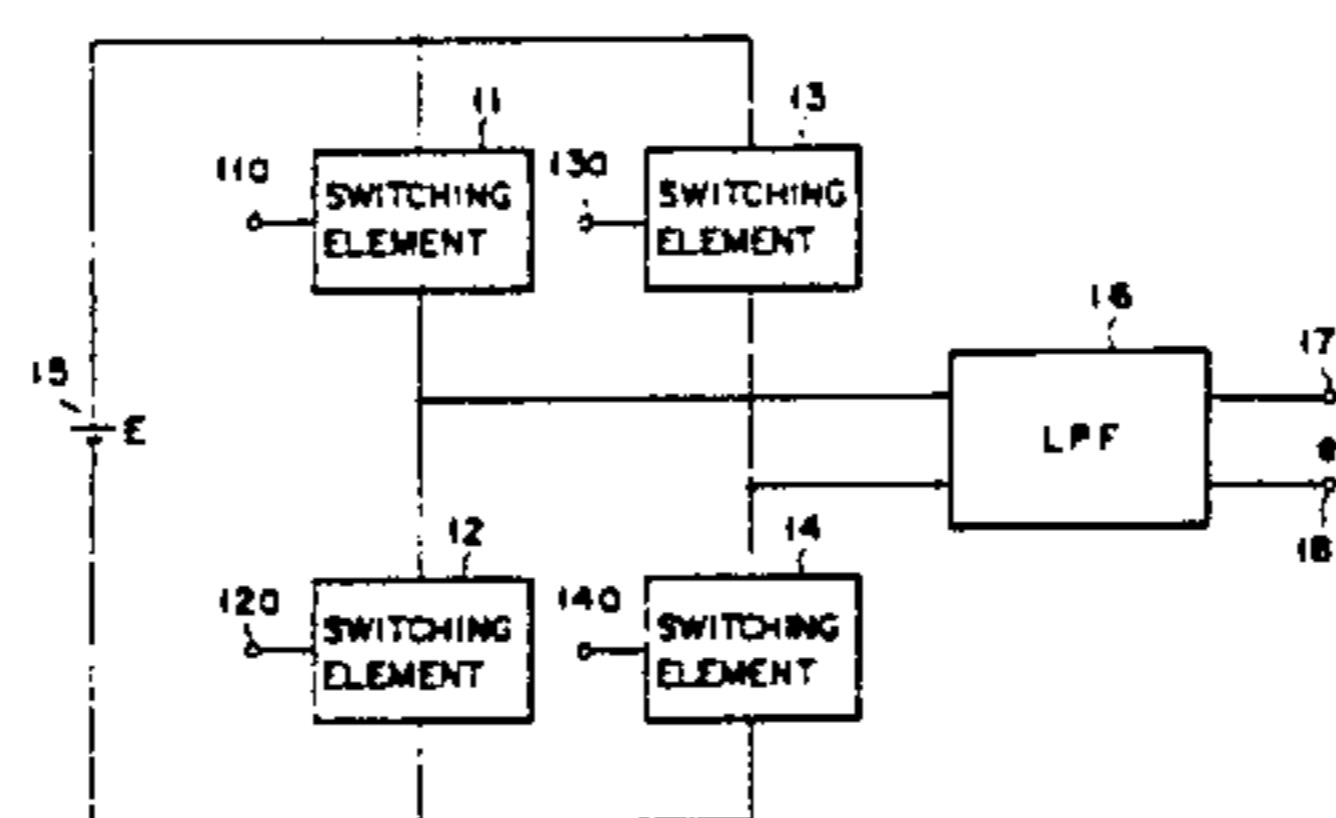 11
13
110
SWITCHING
ELEMENT
130
SWITCHING
ELEMENT
16
17
15
E
LPF
e
18
12
14
120
SWITCHING
ELEMENT
140
SWITCHING
ELEMENT